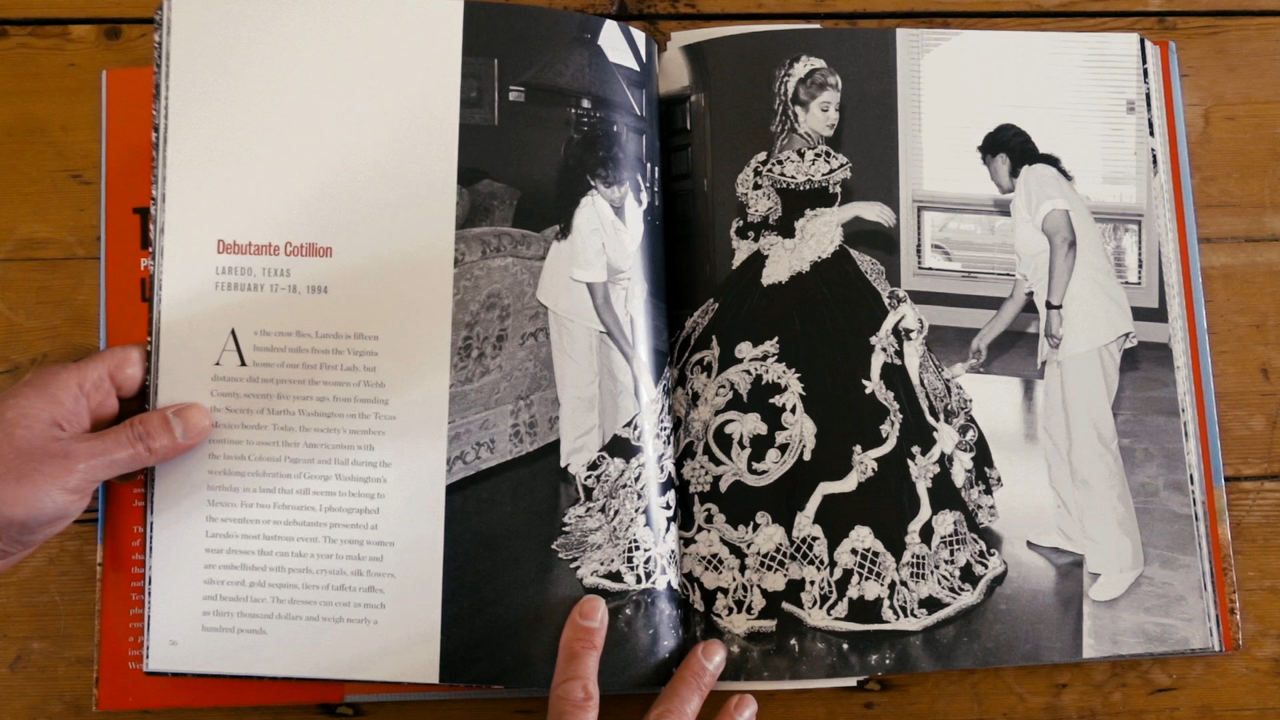 Debutante Cotillion
LAREDO, TEXAS
FEBRUARY 17–18, 1994
As the crow flies, Laredo is fifteen
hundred miles from the Virginia
home of our first First Lady, but
distance did not prevent the women of Webb
County, seventy-five years ago, from founding
the Society of Martha Washington on the Texas
Mexico border. Today, the society's members
continue to assert their Americanism with
the lavish Colonial Pageant and Ball during the
weeklong celebration of George Washington's
birthday in a land that still seems to belong to
Mexico. For two Februaries, I photographed
the seventeen or so debutantes presented at
Laredo's most lustrous event. The young women
wear dresses that can take a year to make and
are embellished with pearls, crystals, silk flowers,
silver cord, gold sequins, tiers of taffeta ruffles,
and beaded lace. The dresses can cost as much
as thirty thousand dollars and weigh nearly a
hundred pounds.
56